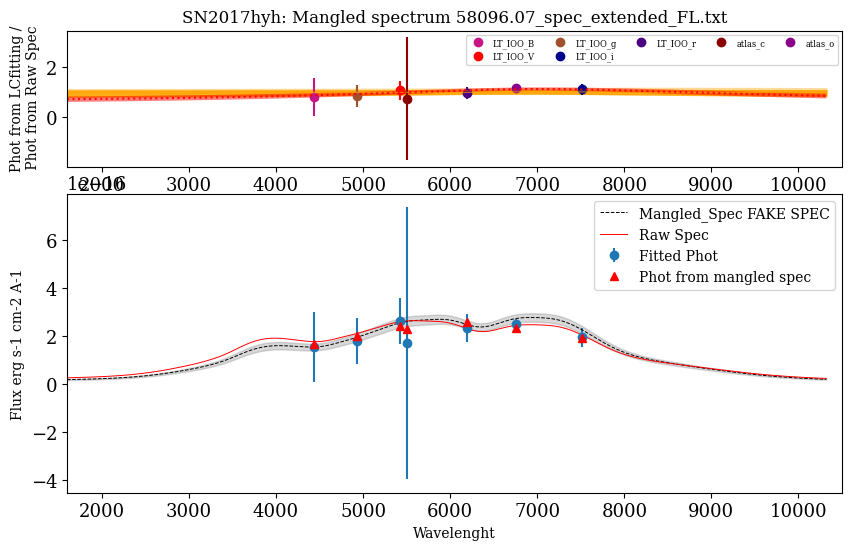 SN2017hyh: Mangled spectrum 58096.07_spec_extended_FL.txt
Phot from LCfitting /
Phot from Raw Spec
LT_IOO_B LT_IOO_g LT_IOO_r atlas_c atlas_o
LT_IOO_V LT_IOO_i
2
0
2000 3000 4000 5000 6000 7000 8000 9000 10000
1e−16
Mangled_Spec FAKE SPEC
Raw Spec
Fitted Phot
Phot from mangled spec
Flux erg s-1 cm-2 A-1
6
4
2
0
−2
−4
2000 3000 4000 5000 6000 7000 8000 9000 10000
Wavelenght